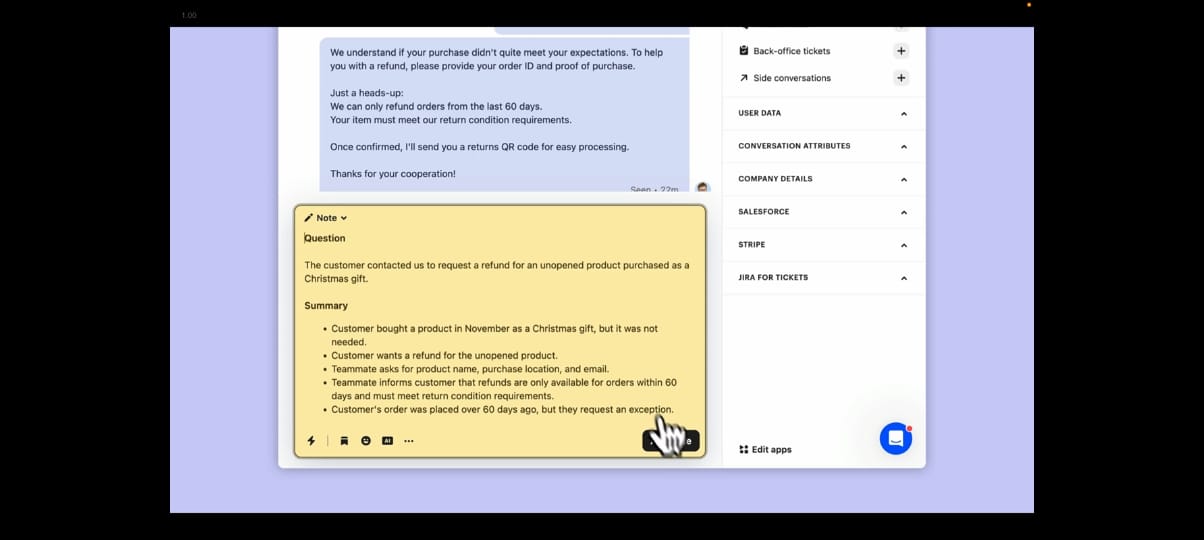 1.00
We understand if your purchase didn't quite meet your expectations. To help
you with a refund, please provide your order ID and proof of purchase.
Just a heads-up:
We can only refund orders from the last 60 days.
Your item must meet our return condition requirements.
Once confirmed, I'll send you a returns QR code for easy processing.
Thanks for your cooperation!
Seen • 22m
Note
Question
The customer contacted us to request a refund for an unopened product purchased as a
Christmas gift.
Summary
• Customer bought a product in November as a Christmas gift, but it was not
needed.
• Customer wants a refund for the unopened product.
• Teammate asks for product name, purchase location, and email.
• Teammate informs customer that refunds are only available for orders within 60
days and must meet return condition requirements.
• Customer's order was placed over 60 days ago, but they request an exception.
AI
Back-office tickets
Side conversations
USER DATA
CONVERSATION ATTRIBUTES
COMPANY DETAILS
SALESFORCE
STRIPE
JIRA FOR TICKETS
Edit apps